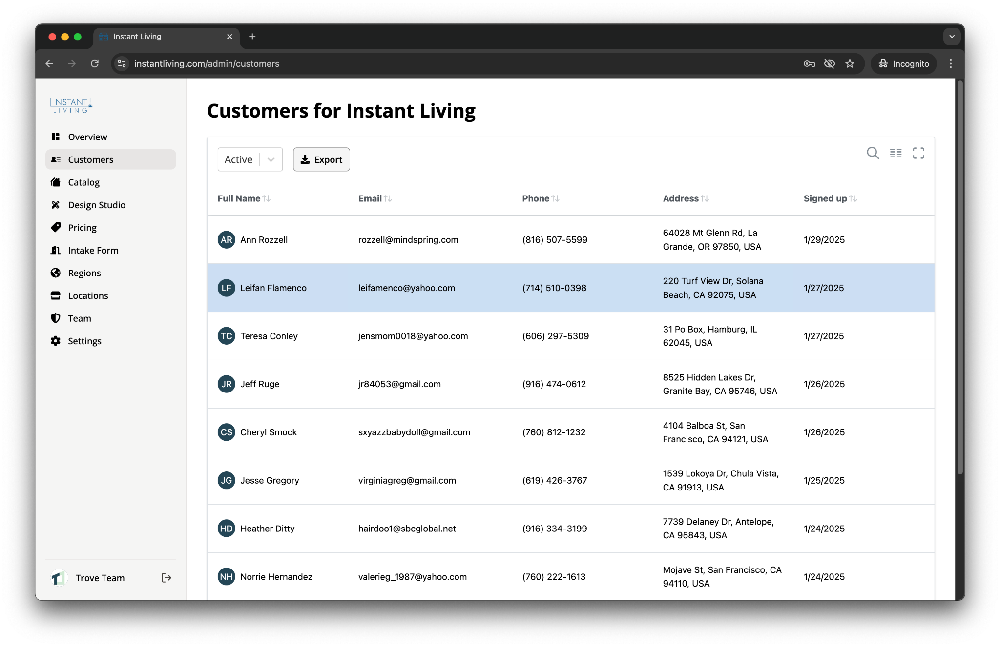 Instant Living
instantliving.com/admin/customers
Incognito
INSTANT
LIVING
Overview
Customers
Catalog
Design Studio
Pricing
Intake Form
Regions
Locations
Team
Settings
Trove Team
Customers for Instant Living
Active
Export
Full Name Email Phone Address Signed up
AR Ann Rozzell rozzell@mindspring.com (816) 507-5599 64028 Mt Glenn Rd, La 1/29/2025
Grande, OR 97850, USA
LF Leifan Flamenco leifamenco@yahoo.com (714) 510-0398 220 Turf View Dr, Solana 1/27/2025
Beach, CA 92075, USA
TC Teresa Conley jensmom0018@yahoo.com (606) 297-5309 31 Po Box, Hamburg, IL 1/27/2025
62045, USA
JR Jeff Ruge jr84053@gmail.com (916) 474-0612 8525 Hidden Lakes Dr, 1/26/2025
Granite Bay, CA 95746, USA
CS Cheryl Smock sxyazzbabydoll@gmail.com (760) 812-1232 4104 Balboa St, San 1/26/2025
Francisco, CA 94121, USA
JG Jesse Gregory virginiagreg@gmail.com (619) 426-3767 1539 Lokoya Dr, Chula Vista, 1/25/2025
CA 91913, USA
HD Heather Ditty hairdoo1@sbcglobal.net (916) 334-3199 7739 Delaney Dr, Antelope, 1/24/2025
CA 95843, USA
NH Norrie Hernandez valerieg_1987@yahoo.com (760) 222-1613 Mojave St, San Francisco, CA 1/24/2025
94110, USA